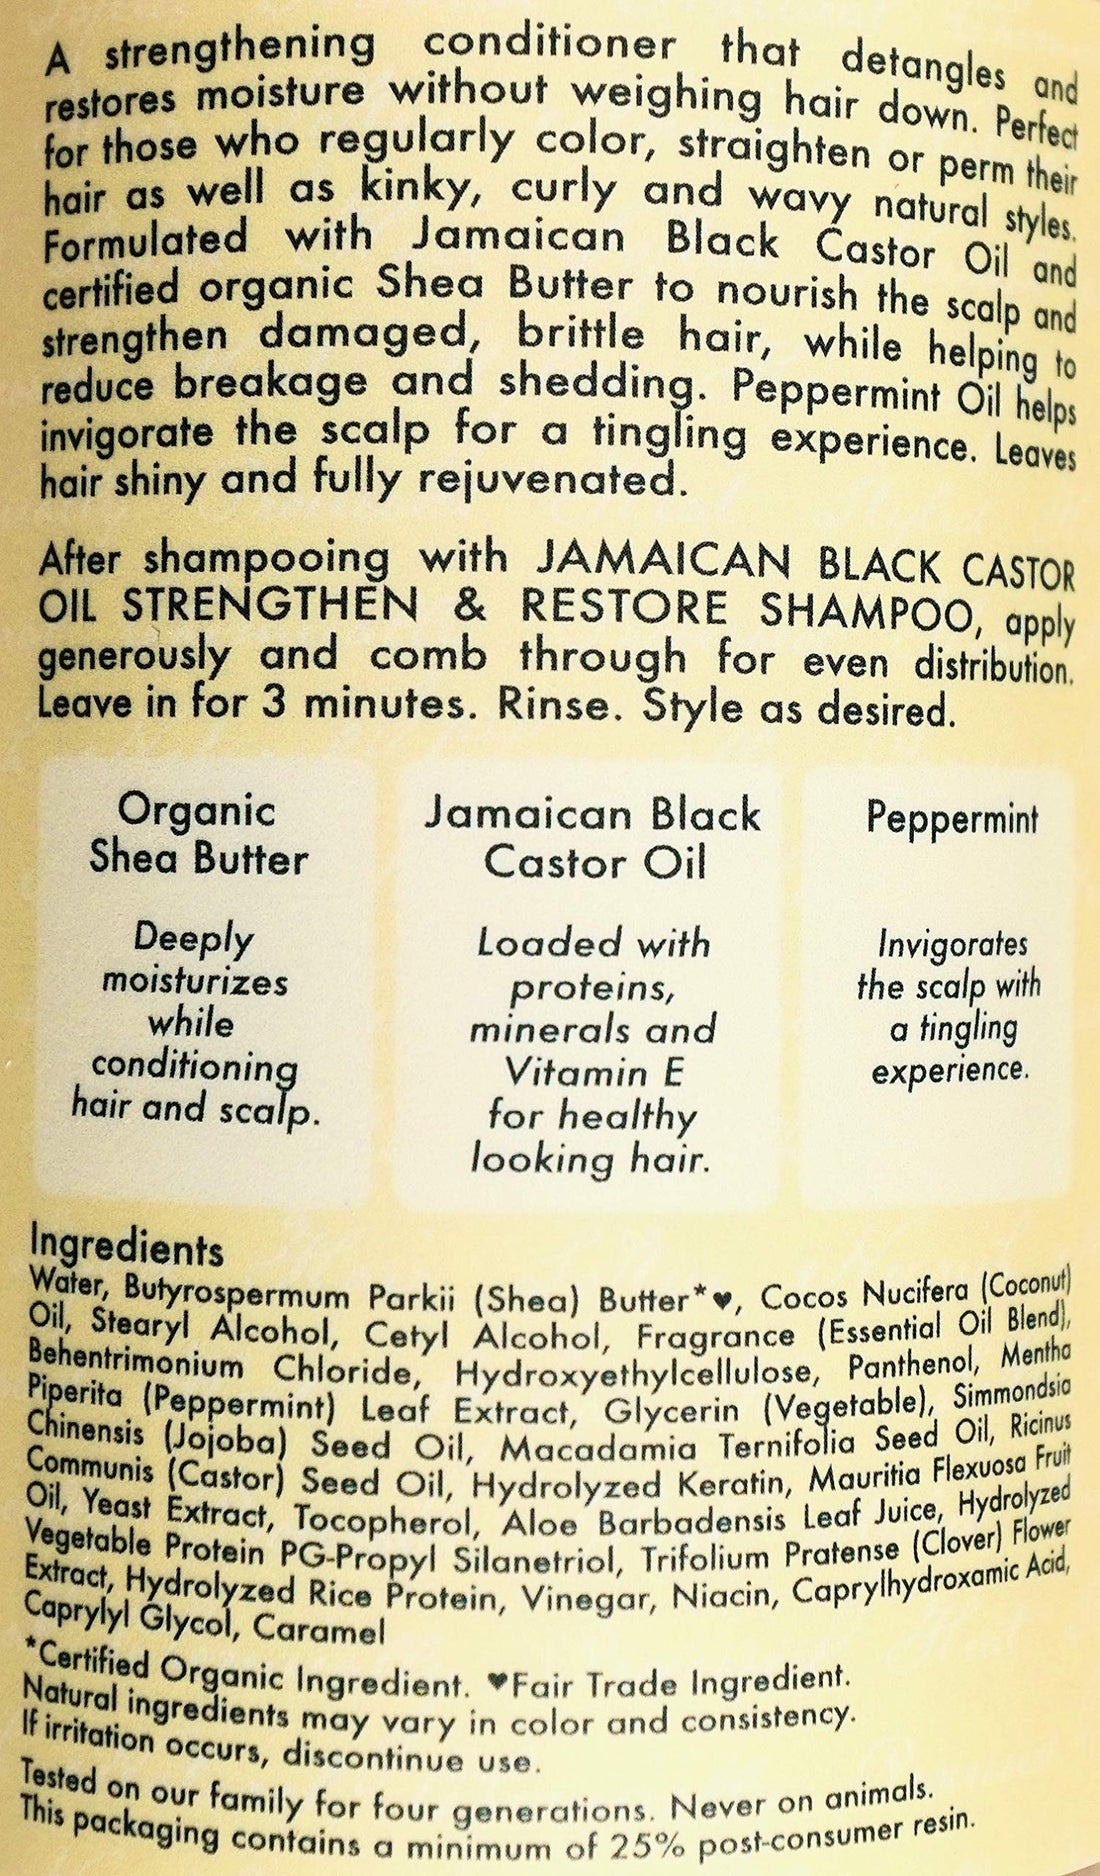 A strengthening conditioner that detangles and
restores moisture without weighing hair down. Perfect
for those who regularly color, straighten or perm their
hair as well as kinky, curly and wavy natural styles.
Formulated with Jamaican Black Castor Oil and
certified organic Shea Butter to nourish the scalp and
strengthen damaged, brittle hair, while helping to
reduce breakage and shedding. Peppermint Oil helps
invigorate the scalp for a tingling experience. Leaves
hair shiny and fully rejuvenated.
After shampooing with JAMAICAN BLACK CASTOR
OIL STRENGTHEN & RESTORE SHAMPOO, apply
generously and comb through for even distribution.
Leave in for 3 minutes. Rinse. Style as desired.
Organic
Shea Butter
Deeply
moisturizes
while
conditioning
hair and scalp.
Jamaican Black
Castor Oil
Loaded with
proteins,
minerals and
Vitamin E
for healthy
looking hair.
Peppermint
Invigorates
the scalp with
a tingling
experience.
Ingredients
Water, Butyrospermum Parkii (Shea) Butter*♥, Cocos Nucifera (Coconut)
Oil, Stearyl Alcohol, Cetyl Alcohol, Fragrance (Essential Oil Blend),
Behentrimonium Chloride, Hydroxyethylcellulose, Panthenol, Mentha
Piperita (Peppermint) Leaf Extract, Glycerin (Vegetable), Simmondsia
Chinensis (Jojoba) Seed Oil, Macadamia Ternifolia Seed Oil, Ricinus
Communis (Castor) Seed Oil, Hydrolyzed Keratin, Mauritia Flexuosa Fruit
Oil, Yeast Extract, Tocopherol, Aloe Barbadensis Leaf Juice, Hydrolyzed
Vegetable Protein PG-Propyl Silanetriol, Trifolium Pratense (Clover) Flower
Extract, Hydrolyzed Rice Protein, Vinegar, Niacin, Caprylhydroxamic Acid,
Caprylyl Glycol, Caramel
*Certified Organic Ingredient. ♥Fair Trade Ingredient.
Natural ingredients may vary in color and consistency.
If irritation occurs, discontinue use.
Tested on our family for four generations. Never on animals.
This packaging contains a minimum of 25% post-consumer resin.